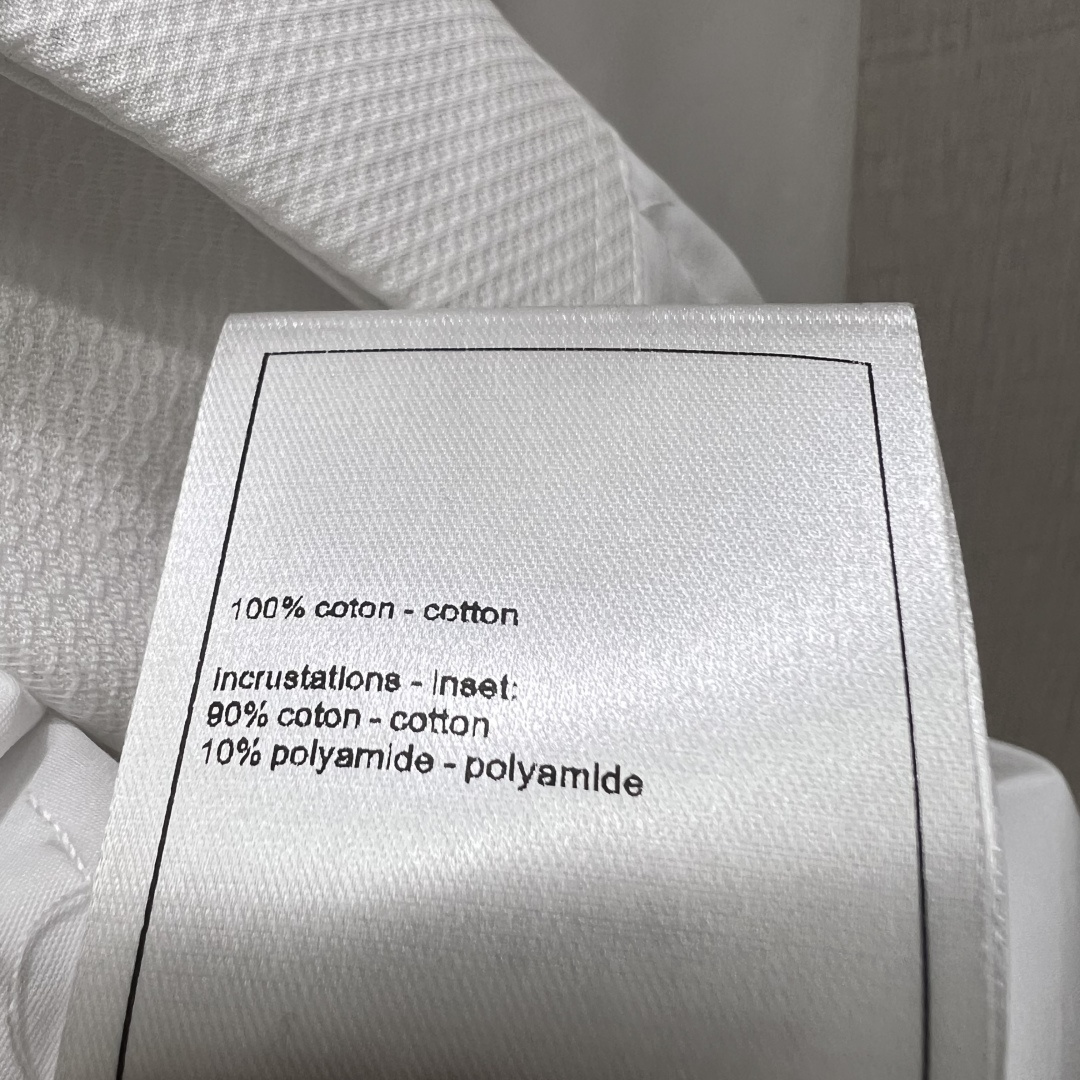 100% coton - cotton
incrustations - inset:
90% coton - cotton
10% polyamide - polyamide